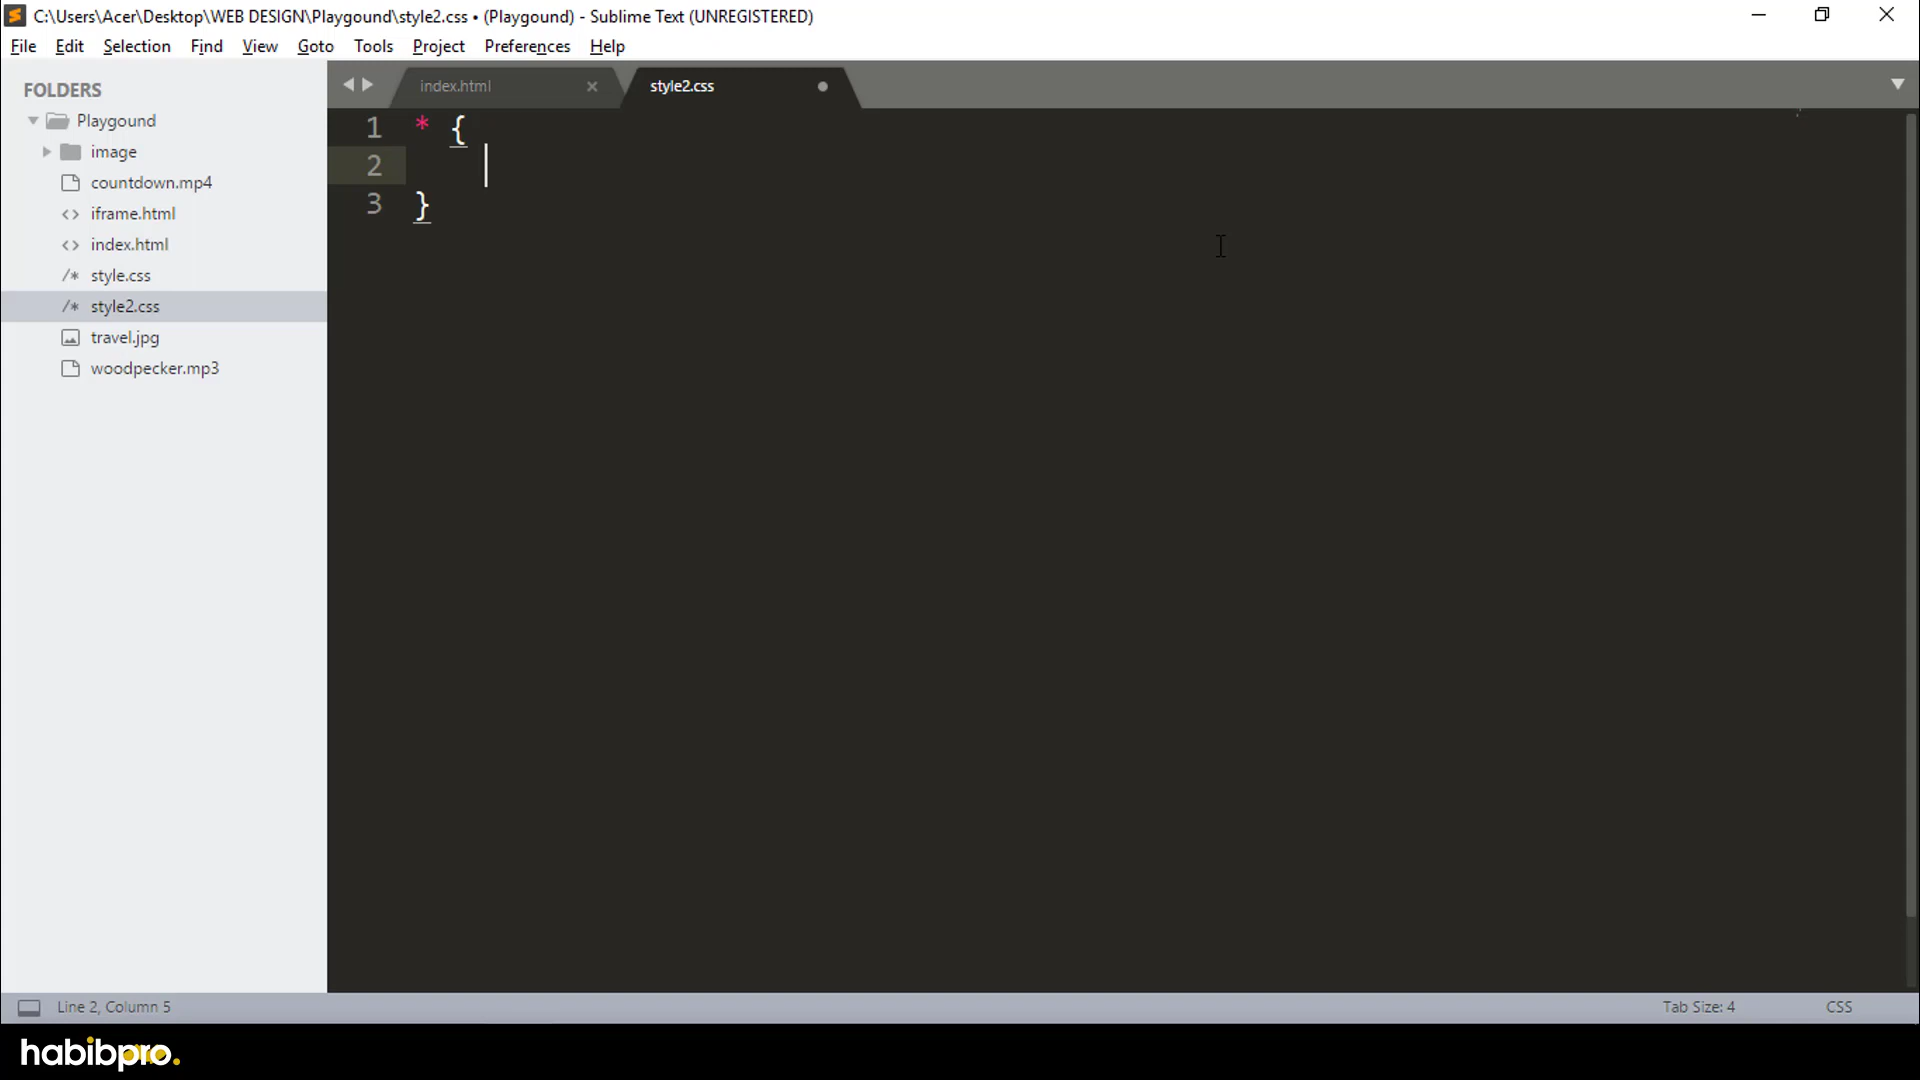 C:\Users\Acer\Desktop\WEB DESIGN\Playgound\style2.css • (Playgound) - Sublime Text (UNREGISTERED)
File Edit Selection Find View Goto Tools Project Preferences Help
FOLDERS
Playgound
image
countdown.mp4
iframe.html
index.html
/* style.css
/* style2.css
travel.jpg
woodpecker.mp3
index.html × style2.css
1 * {
2
3 }
Line 2, Column 5
Tab Size: 4
CSS
habibpro.